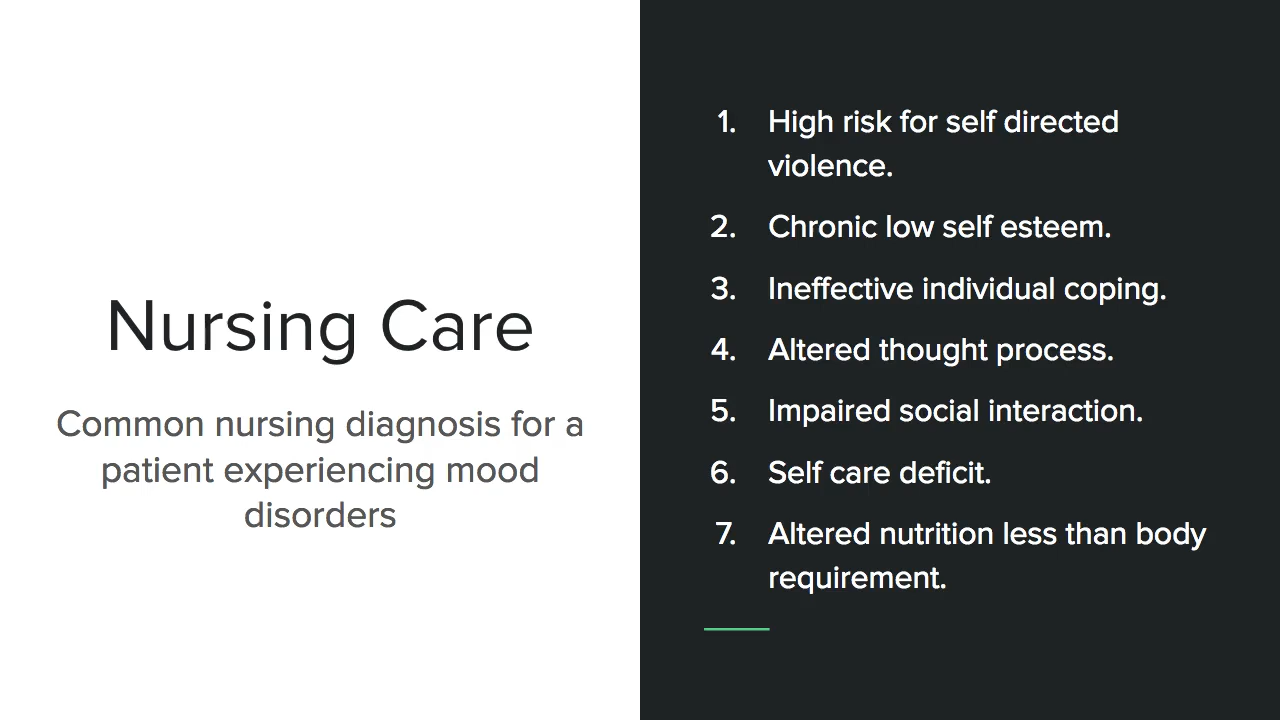 Nursing Care
Common nursing diagnosis for a
patient experiencing mood
disorders
1. High risk for self directed
violence.
2. Chronic low self esteem.
3. Ineffective individual coping.
4. Altered thought process.
5. Impaired social interaction.
6. Self care deficit.
7. Altered nutrition less than body
requirement.